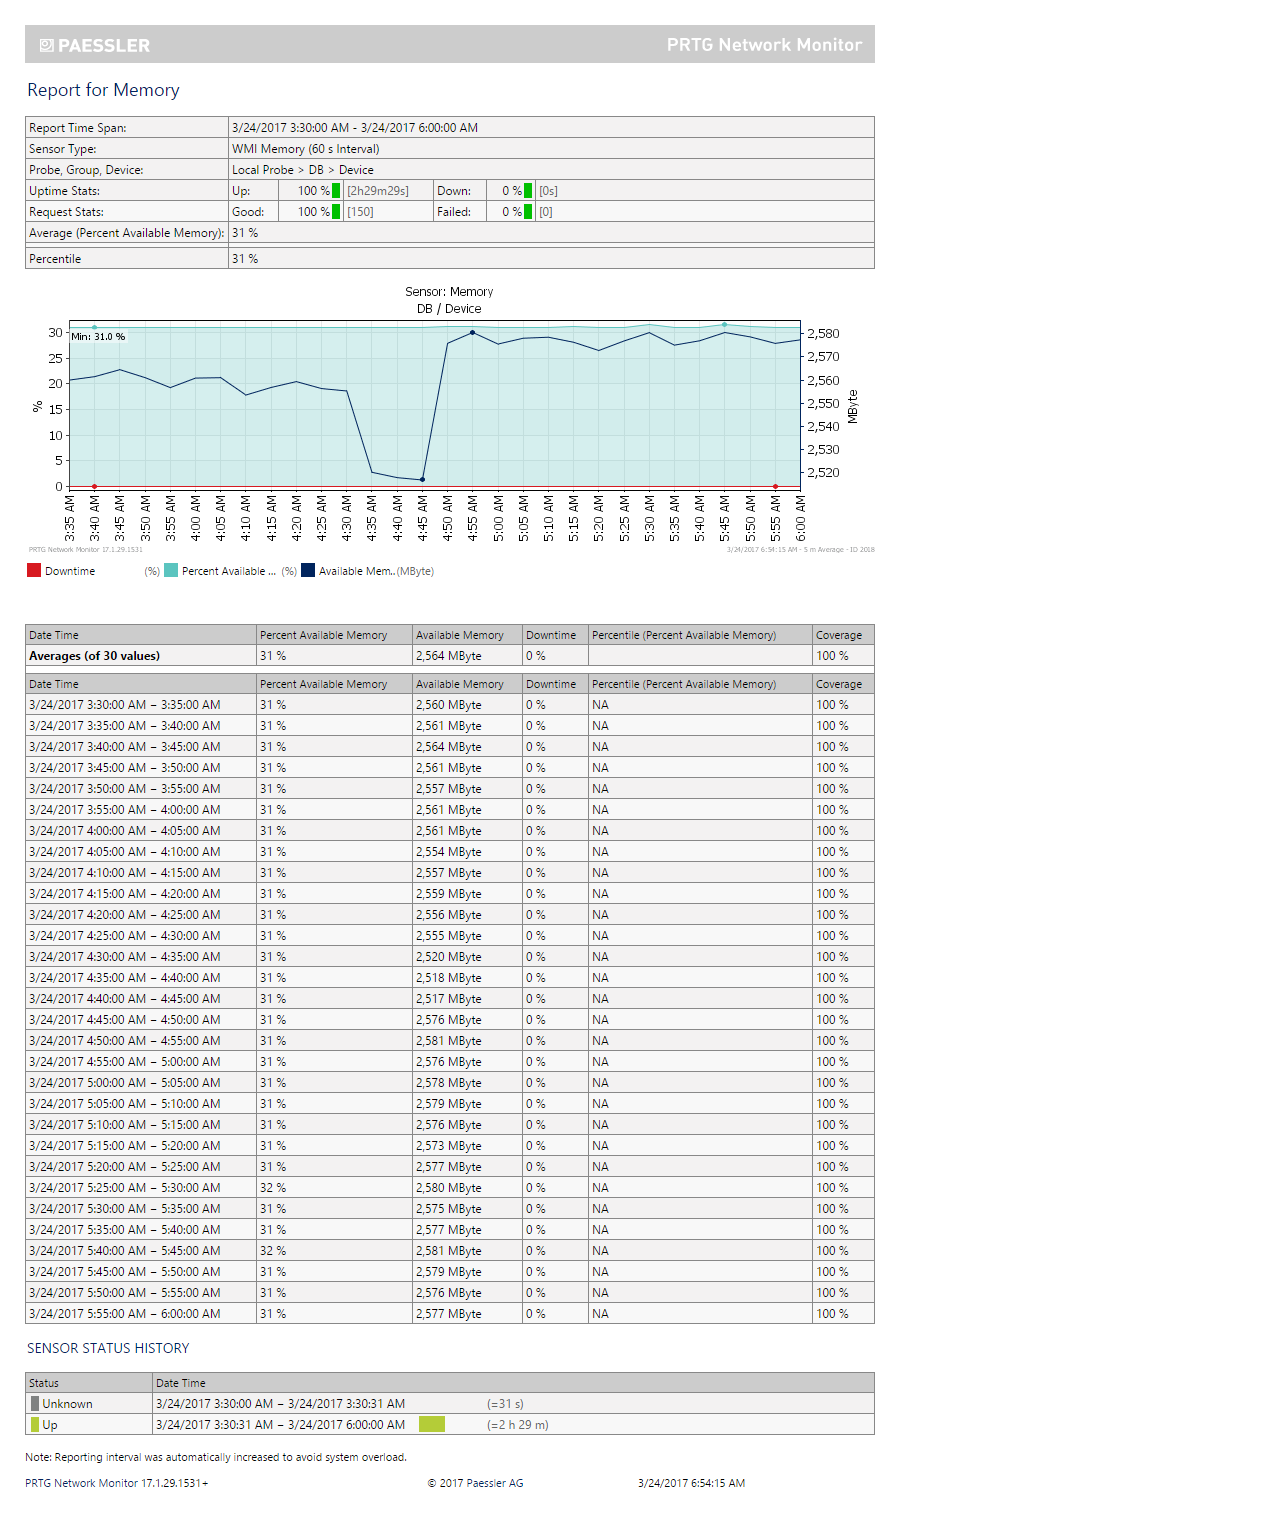 PAESSLER PRTG Network Monitor
Report for Memory
Report Time Span: 3/24/2017 3:30:00 AM - 3/24/2017 6:00:00 AM
Sensor Type: WMI Memory (60 s Interval)
Probe, Group, Device: Local Probe > DB > Device
Uptime Stats: Up: 100 % [2h29m29s] Down: 0 % [0s]
Request Stats: Good: 100 % [150] Failed: 0 % [0]
Average (Percent Available Memory): 31 %
Percentile 31 %
Sensor: Memory
DB / Device
Min: 31.0 %
30
25
20
15
10
5
0
%
2,580
2,570
2,560
2,550
2,540
2,530
2,520
MByte
3:35 AM 3:40 AM 3:45 AM 3:50 AM 3:55 AM 4:00 AM 4:05 AM 4:10 AM 4:15 AM 4:20 AM 4:25 AM 4:30 AM 4:35 AM 4:40 AM 4:45 AM 4:50 AM 4:55 AM 5:00 AM 5:05 AM 5:10 AM 5:15 AM 5:20 AM 5:25 AM 5:30 AM 5:35 AM 5:40 AM 5:45 AM 5:50 AM 5:55 AM 6:00 AM
PRTG Network Monitor 17.1.29.1531 3/24/2017 6:54:15 AM - 5 m Average - ID 2018
Downtime (%) Percent Available ... (%) Available Mem.. (MByte)
Date Time Percent Available Memory Available Memory Downtime Percentile (Percent Available Memory) Coverage
Averages (of 30 values) 31 % 2,564 MByte 0 % 100 %
Date Time Percent Available Memory Available Memory Downtime Percentile (Percent Available Memory) Coverage
3/24/2017 3:30:00 AM – 3:35:00 AM 31 % 2,560 MByte 0 % NA 100 %
3/24/2017 3:35:00 AM – 3:40:00 AM 31 % 2,561 MByte 0 % NA 100 %
3/24/2017 3:40:00 AM – 3:45:00 AM 31 % 2,564 MByte 0 % NA 100 %
3/24/2017 3:45:00 AM – 3:50:00 AM 31 % 2,561 MByte 0 % NA 100 %
3/24/2017 3:50:00 AM – 3:55:00 AM 31 % 2,557 MByte 0 % NA 100 %
3/24/2017 3:55:00 AM – 4:00:00 AM 31 % 2,561 MByte 0 % NA 100 %
3/24/2017 4:00:00 AM – 4:05:00 AM 31 % 2,561 MByte 0 % NA 100 %
3/24/2017 4:05:00 AM – 4:10:00 AM 31 % 2,554 MByte 0 % NA 100 %
3/24/2017 4:10:00 AM – 4:15:00 AM 31 % 2,557 MByte 0 % NA 100 %
3/24/2017 4:15:00 AM – 4:20:00 AM 31 % 2,559 MByte 0 % NA 100 %
3/24/2017 4:20:00 AM – 4:25:00 AM 31 % 2,556 MByte 0 % NA 100 %
3/24/2017 4:25:00 AM – 4:30:00 AM 31 % 2,555 MByte 0 % NA 100 %
3/24/2017 4:30:00 AM – 4:35:00 AM 31 % 2,520 MByte 0 % NA 100 %
3/24/2017 4:35:00 AM – 4:40:00 AM 31 % 2,518 MByte 0 % NA 100 %
3/24/2017 4:40:00 AM – 4:45:00 AM 31 % 2,517 MByte 0 % NA 100 %
3/24/2017 4:45:00 AM – 4:50:00 AM 31 % 2,576 MByte 0 % NA 100 %
3/24/2017 4:50:00 AM – 4:55:00 AM 31 % 2,581 MByte 0 % NA 100 %
3/24/2017 4:55:00 AM – 5:00:00 AM 31 % 2,576 MByte 0 % NA 100 %
3/24/2017 5:00:00 AM – 5:05:00 AM 31 % 2,578 MByte 0 % NA 100 %
3/24/2017 5:05:00 AM – 5:10:00 AM 31 % 2,579 MByte 0 % NA 100 %
3/24/2017 5:10:00 AM – 5:15:00 AM 31 % 2,576 MByte 0 % NA 100 %
3/24/2017 5:15:00 AM – 5:20:00 AM 31 % 2,573 MByte 0 % NA 100 %
3/24/2017 5:20:00 AM – 5:25:00 AM 31 % 2,577 MByte 0 % NA 100 %
3/24/2017 5:25:00 AM – 5:30:00 AM 32 % 2,580 MByte 0 % NA 100 %
3/24/2017 5:30:00 AM – 5:35:00 AM 31 % 2,575 MByte 0 % NA 100 %
3/24/2017 5:35:00 AM – 5:40:00 AM 31 % 2,577 MByte 0 % NA 100 %
3/24/2017 5:40:00 AM – 5:45:00 AM 32 % 2,581 MByte 0 % NA 100 %
3/24/2017 5:45:00 AM – 5:50:00 AM 31 % 2,579 MByte 0 % NA 100 %
3/24/2017 5:50:00 AM – 5:55:00 AM 31 % 2,576 MByte 0 % NA 100 %
3/24/2017 5:55:00 AM – 6:00:00 AM 31 % 2,577 MByte 0 % NA 100 %
SENSOR STATUS HISTORY
Status Date Time
Unknown 3/24/2017 3:30:00 AM – 3/24/2017 3:30:31 AM (=31 s)
Up 3/24/2017 3:30:31 AM – 3/24/2017 6:00:00 AM (=2 h 29 m)
Note: Reporting interval was automatically increased to avoid system overload.
PRTG Network Monitor 17.1.29.1531+ © 2017 Paessler AG 3/24/2017 6:54:15 AM